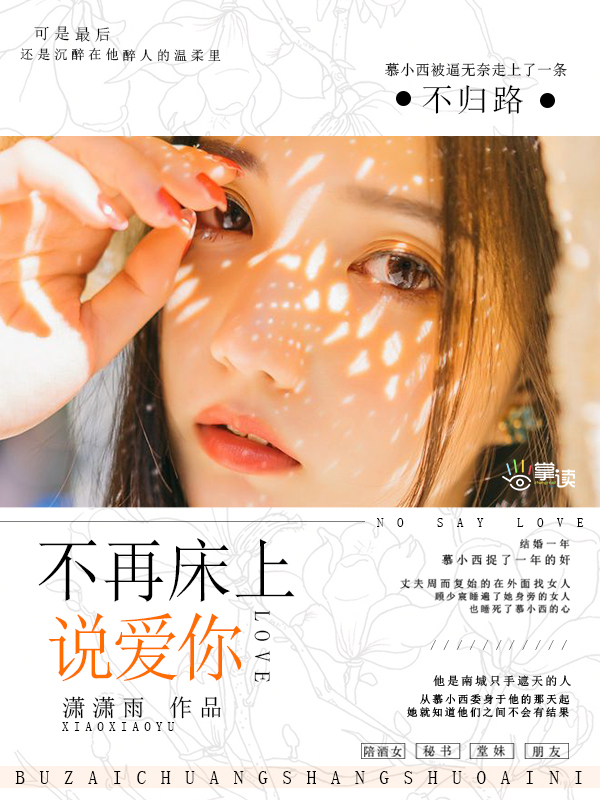 可是最后
还是沉醉在他醉人的温柔里
慕小西被逼无奈走上了一条
不归路
掌读
NO SAY LOVE
不再床上
说爱你
LOVE
潇潇雨 作品
XIAOXIAOYU
结婚一年
慕小西捉了一年的奸
丈夫周而复始的在外面找女人
顾少宸睡遍了她身旁的女人
也睡死了慕小西的心
///////////
他是南城只手遮天的人
从慕小西委身于他的那天起
她就知道他们之间不会有结果
陪酒女 秘书 堂妹 朋友
BUZAICHUANGSHANGSHUOAINI